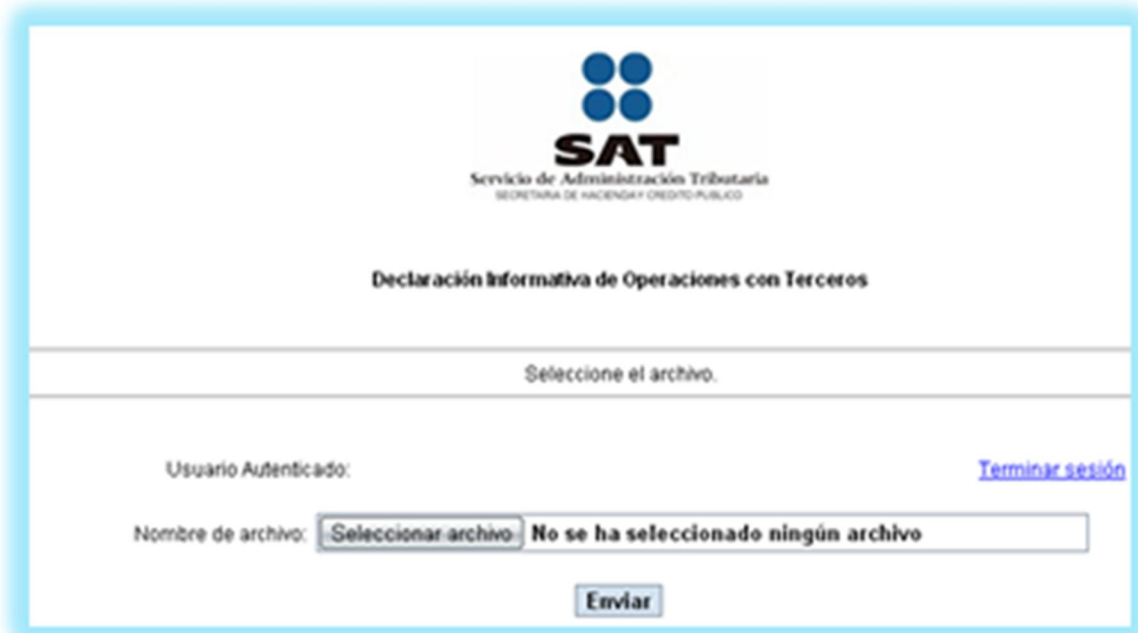 SAT
Servicio de Administración Tributaria
SECRETARIA DE HACIENDA Y CREDITO PUBLICO
Declaración Informativa de Operaciones con Terceros
Seleccione el archivo.
Usuario Autenticado: Terminar sesión
Nombre de archivo: Seleccionar archivo No se ha seleccionado ningún archivo
Enviar